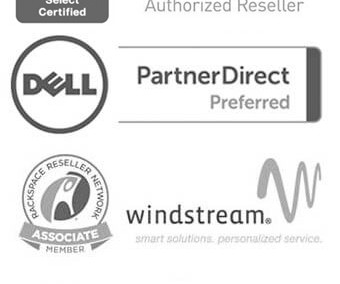 Select
Certified
Authorized Reseller
DELL
PartnerDirect
Preferred
RACKSPACE RESELLER NETWORK
ASSOCIATE
MEMBER
windstream®
smart solutions. personalized service.